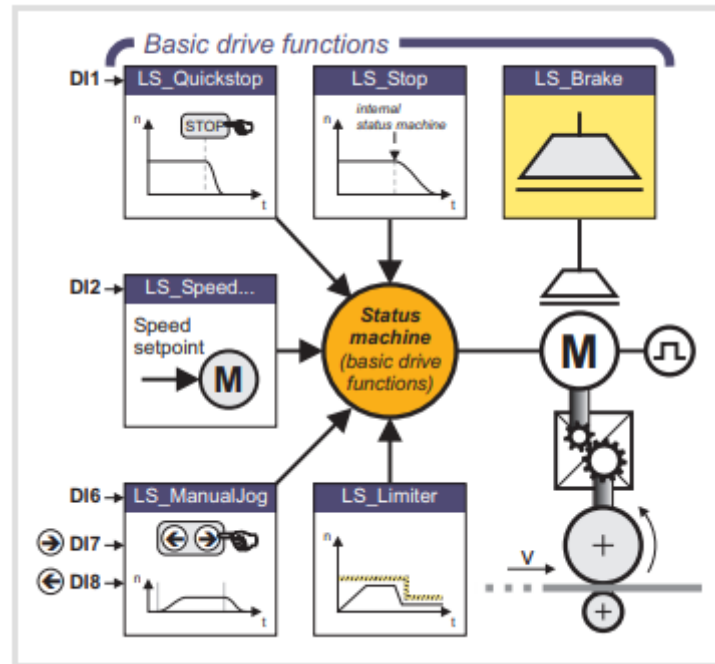 Basic drive functions
DI1
LS_Quickstop
n
STOP
t
LS_Stop
n
internal
status machine
t
LS_Brake
DI2
LS_Speed...
Speed
setpoint
M
Status
machine
(basic drive
functions)
M
DI6
LS_ManualJog
DI7
DI8
n
t
LS_Limiter
n
t
V